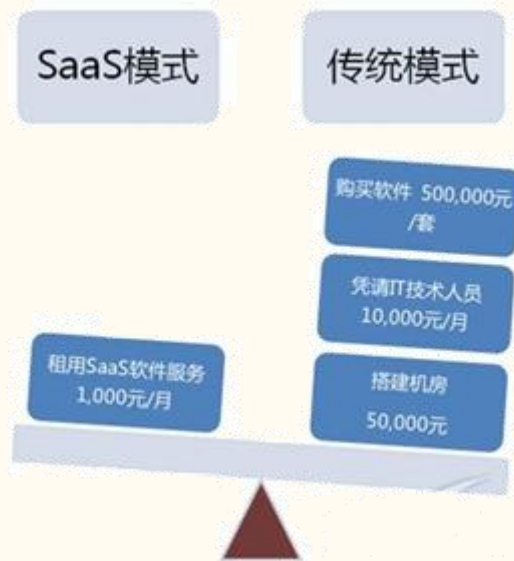 SaaS模式
传统模式
购买软件 500,000元
/套
凭请IT技术人员
10,000元/月
搭建机房
50,000元
租用SaaS软件服务
1,000元/月